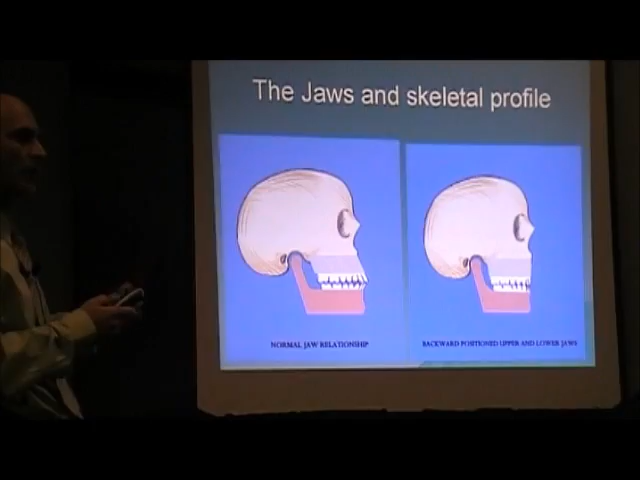 The Jaws and skeletal profile
NORMAL JAW RELATIONSHIP
BACKWARD POSITIONED UPPER AND LOWER JAWS